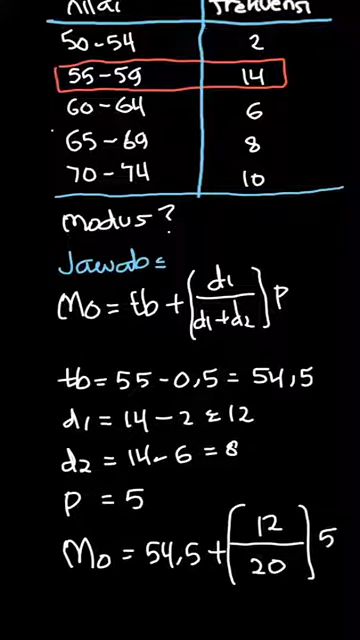 Nilai Frekuensi
50-54 2
55-59 14
60-64 6
65-69 8
70-74 10
Modus?
Jawab =
Mo = tb + (d1/(d1+d2)) p
tb = 55 - 0,5 = 54,5
d1 = 14 - 2 = 12
d2 = 14 - 6 = 8
p = 5
Mo = 54,5 + (12/20) 5